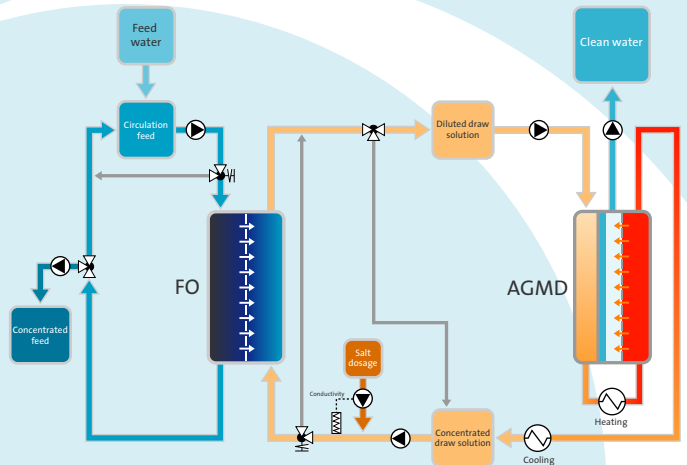 Feed
water
Clean water
Circulation
feed
Diluted draw
solution
FO
AGMD
Concentrated
feed
Salt
dosage
Conductivity
Heating
Concentrated
draw solution
Cooling